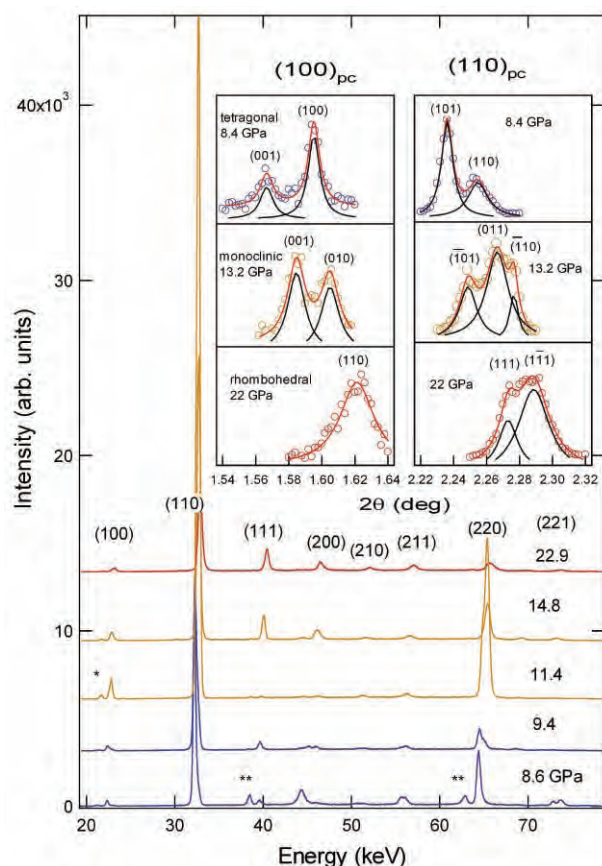 40x10³
30
20
10
0
Intensity (arb. units)
20 30 40 50 60 70
Energy (keV)
(100)pc
(110)pc
tetragonal
8.4 GPa
(001)
(100)
(101)
(110)
8.4 GPa
monoclinic
13.2 GPa
(001)
(010)
(1̅01)
(011)
(1̅10)
13.2 GPa
rhombohedral
22 GPa
(110)
22 GPa
(111)
(11̅1)
1.54 1.56 1.58 1.60 1.62 1.64
2.22 2.24 2.26 2.28 2.30 2.32
2θ (deg)
(100)
(110)
(111)
(200)
(210)
(211)
(220)
(221)
22.9
14.8
11.4
*
9.4
**
**
8.6 GPa